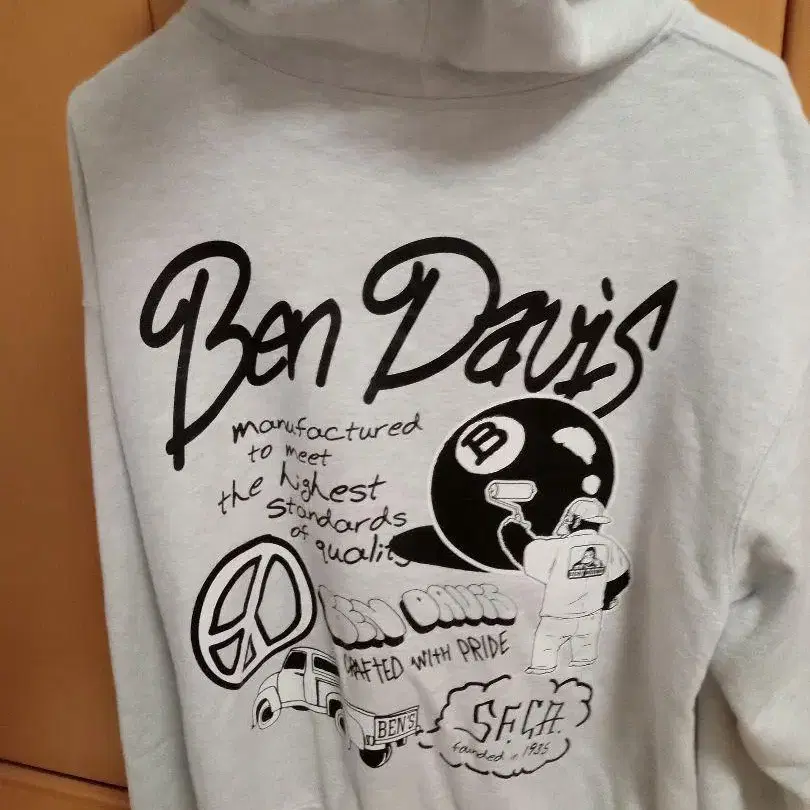 Ben Davis
manufactured
to meet
the highest
standards
of quality
B
BEN DAVIS
CRAFTED WITH PRIDE
BEN'S
S.F.CA.
founded in 1935